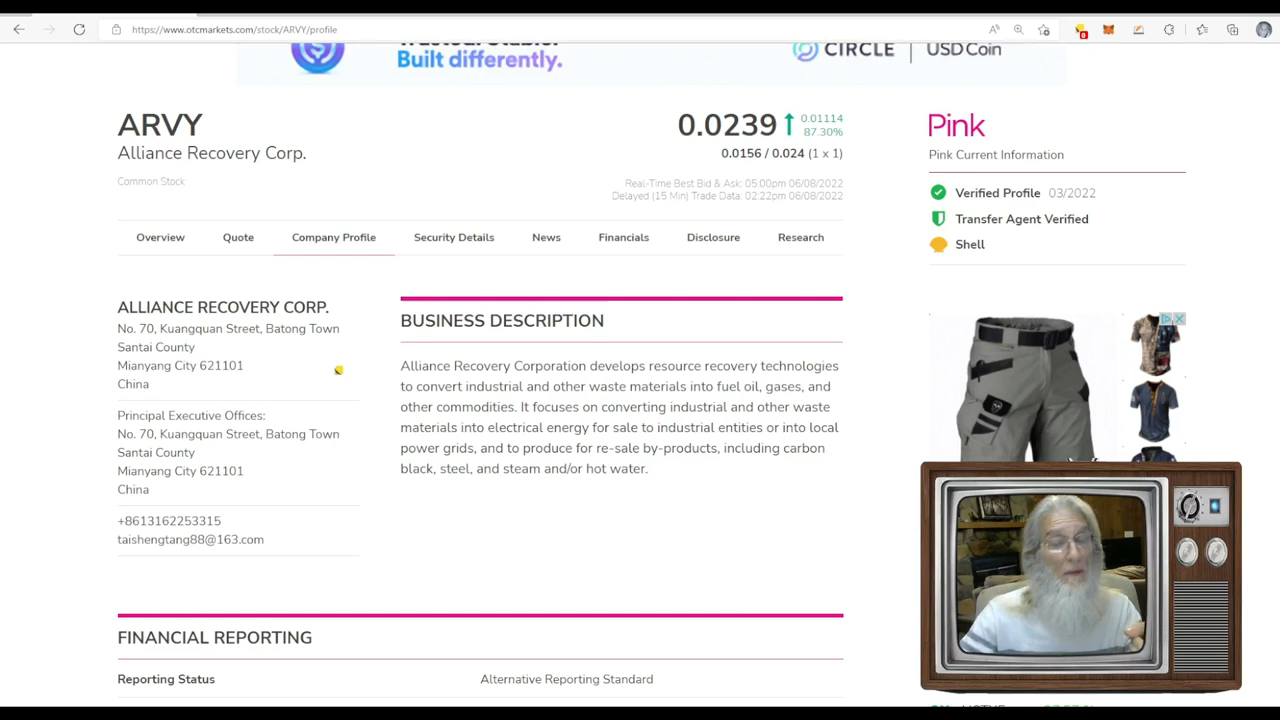 https://www.otcmarkets.com/stock/ARVY/profile
Built differently.
CIRCLE | USD Coin
ARVY
Alliance Recovery Corp.
Common Stock
0.0239
0.01114
87.30%
0.0156 / 0.024 (1 x 1)
Real-Time Best Bid & Ask: 05:00pm 06/08/2022
Delayed (15 Min) Trade Data: 02:22pm 06/08/2022
Pink
Pink Current Information
Verified Profile 03/2022
Transfer Agent Verified
Shell
Overview Quote Company Profile Security Details News Financials Disclosure Research
ALLIANCE RECOVERY CORP.
No. 70, Kuangquan Street, Batong Town
Santai County
Mianyang City 621101
China
Principal Executive Offices:
No. 70, Kuangquan Street, Batong Town
Santai County
Mianyang City 621101
China
+8613162253315
taishengtang88@163.com
BUSINESS DESCRIPTION
Alliance Recovery Corporation develops resource recovery technologies
to convert industrial and other waste materials into fuel oil, gases, and
other commodities. It focuses on converting industrial and other waste
materials into electrical energy for sale to industrial entities or into local
power grids, and to produce for re-sale by-products, including carbon
black, steel, and steam and/or hot water.
FINANCIAL REPORTING
Reporting Status Alternative Reporting Standard